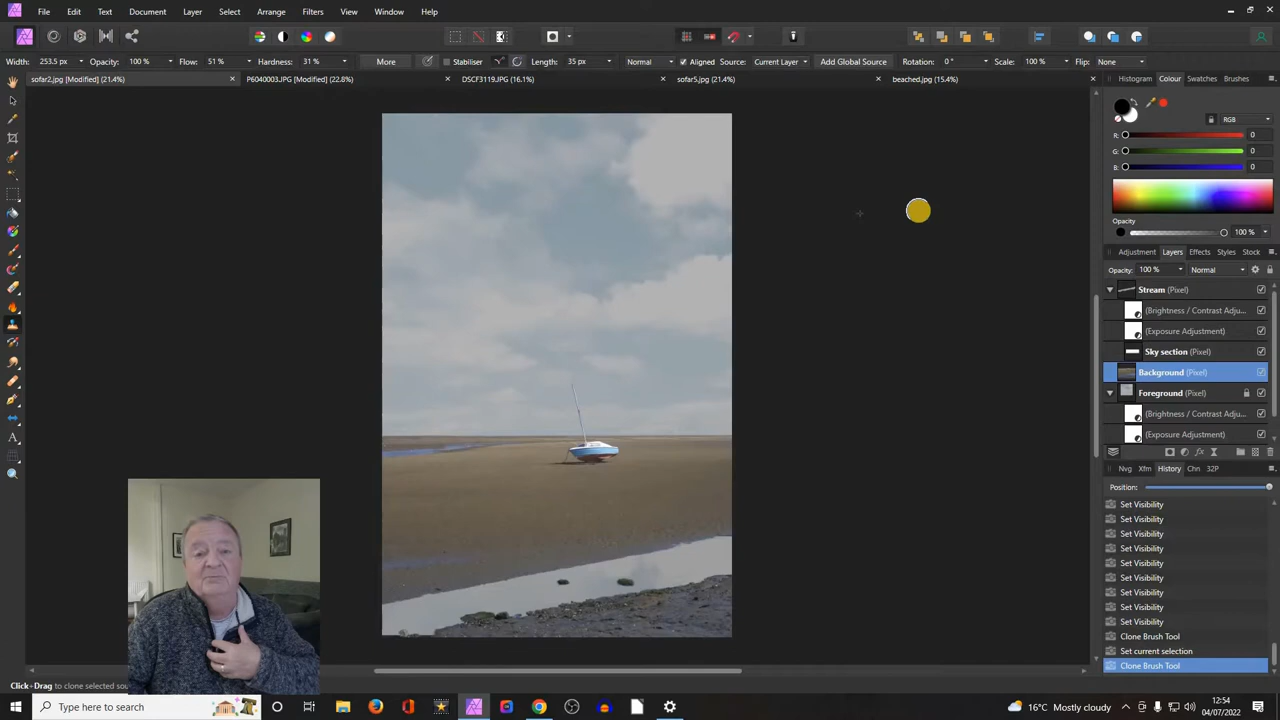 File Edit Text Document Layer Select Arrange Filters View Window Help
Width: 253.5 px Opacity: 100 % Flow: 51 % Hardness: 31 % More Stabiliser Length: 35 px Normal Aligned Source: Current Layer Add Global Source Rotation: 0 ° Scale: 100 % Flip: None
sofar2.jpg [Modified] (21.4%) P6040003.JPG [Modified] (22.8%) DSCF3119.JPG (16.1%) sofar5.jpg (21.4%) beached.jpg (15.4%)
Histogram Colour Swatches Brushes
RGB
R: 0
G: 0
B: 0
Opacity
100 %
Adjustment Layers Effects Styles Stock
Opacity: 100 % Normal
Stream (Pixel)
(Brightness / Contrast Adju...
(Exposure Adjustment)
Sky section (Pixel)
Background (Pixel)
Foreground (Pixel)
(Brightness / Contrast Adju...
(Exposure Adjustment)
Nvg Xfm History Chn 32P
Position:
Set Visibility
Set Visibility
Set Visibility
Set Visibility
Set Visibility
Set Visibility
Set Visibility
Set Visibility
Set Visibility
Clone Brush Tool
Set current selection
Clone Brush Tool
Click+Drag to clone selected sou
Type here to search
16°C Mostly cloudy
12:54
04/07/2022